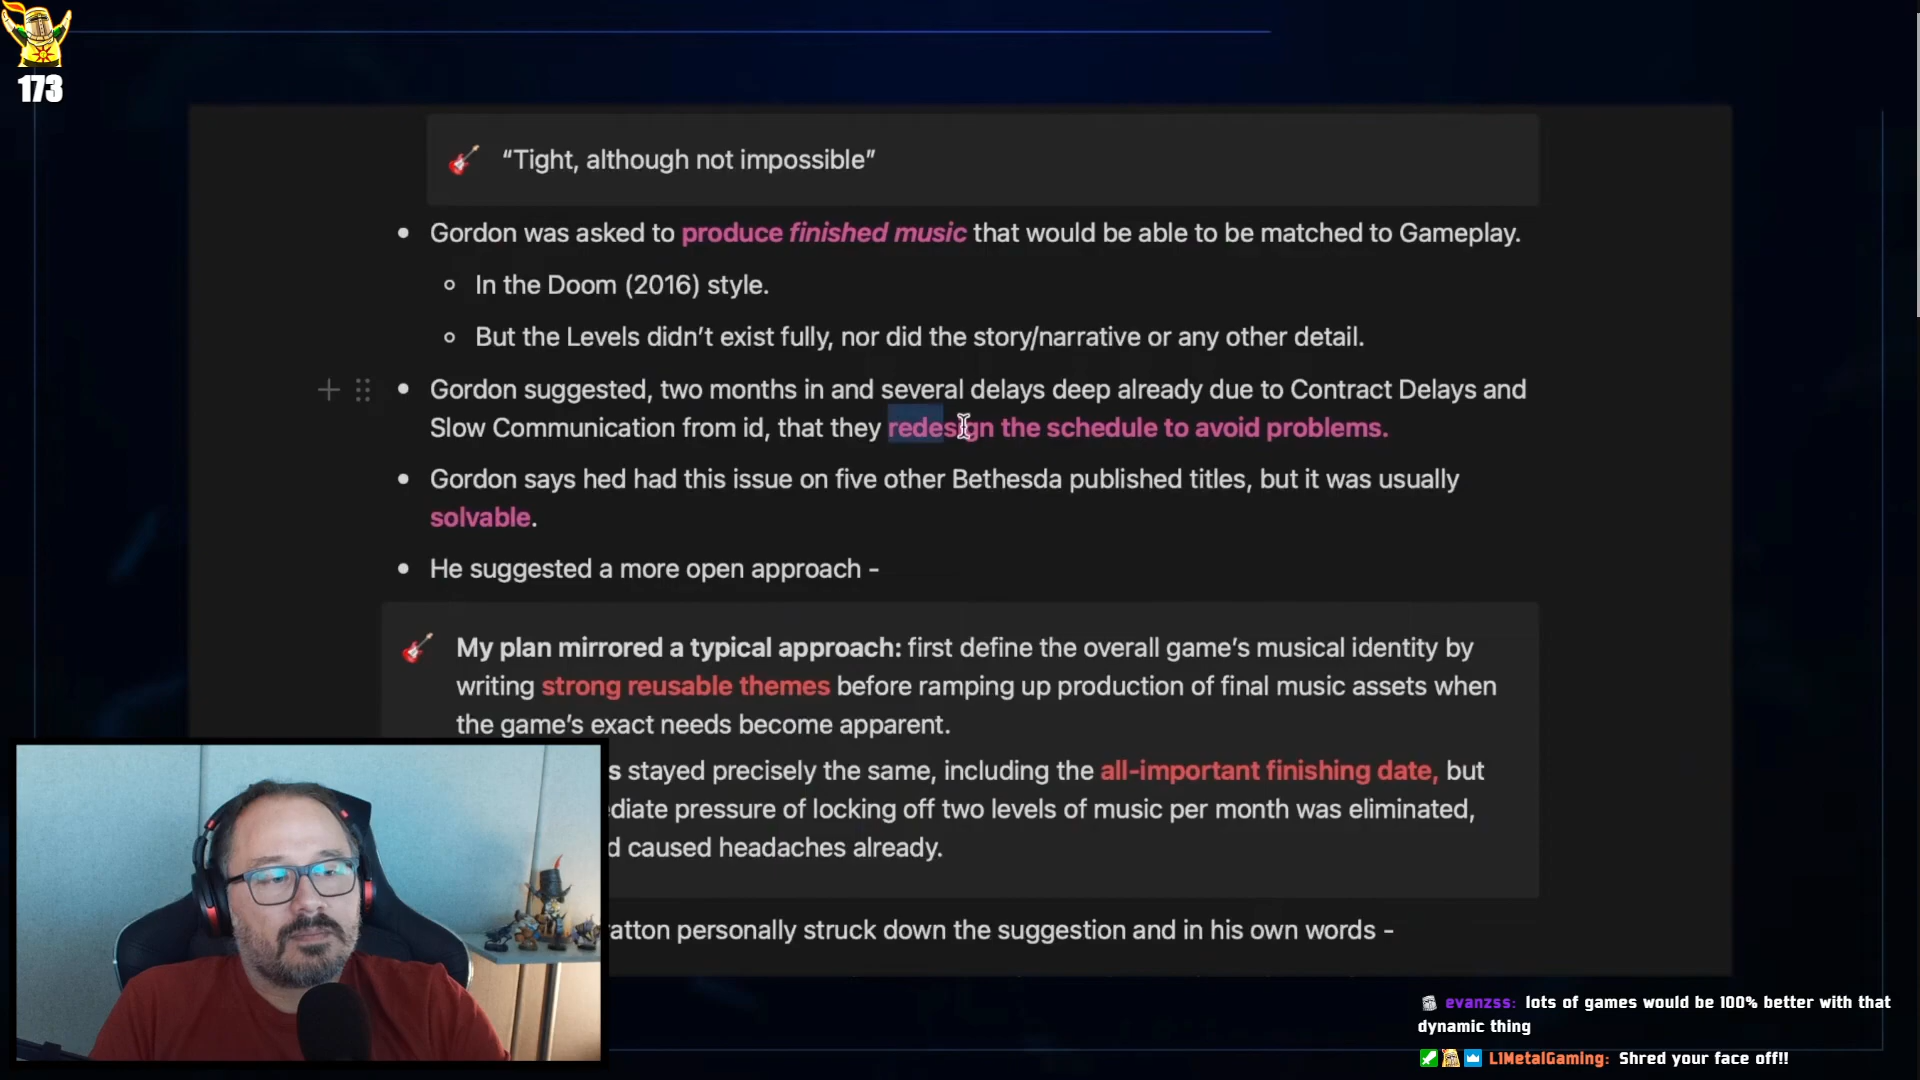 173
“Tight, although not impossible”
Gordon was asked to produce finished music that would be able to be matched to Gameplay.
In the Doom (2016) style.
But the Levels didn’t exist fully, nor did the story/narrative or any other detail.
Gordon suggested, two months in and several delays deep already due to Contract Delays and
Slow Communication from id, that they redesign the schedule to avoid problems.
Gordon says hed had this issue on five other Bethesda published titles, but it was usually
solvable.
He suggested a more open approach -
My plan mirrored a typical approach: first define the overall game’s musical identity by
writing strong reusable themes before ramping up production of final music assets when
the game’s exact needs become apparent.
stayed precisely the same, including the all-important finishing date, but
pressure of locking off two levels of music per month was eliminated,
caused headaches already.
personally struck down the suggestion and in his own words -
evanzss: lots of games would be 100% better with that
dynamic thing
L1MetalGaming: Shred your face off!!